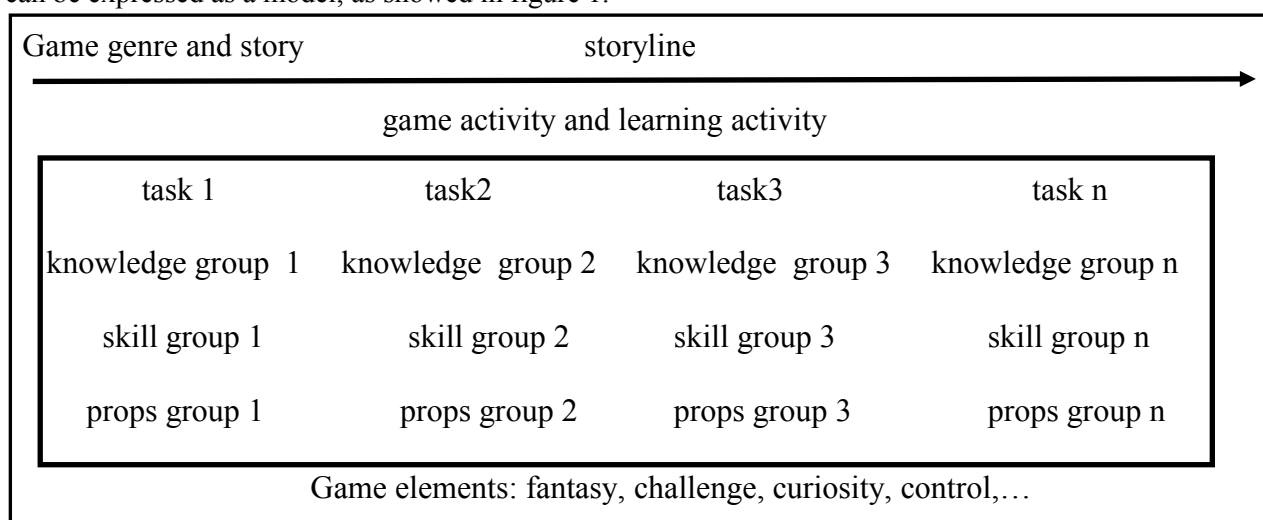 can be expressed as a model, as showed in figure 1.
Game genre and story storyline
game activity and learning activity
task 1 task2 task3 task n
knowledge group 1 knowledge group 2 knowledge group 3 knowledge group n
skill group 1 skill group 2 skill group 3 skill group n
props group 1 props group 2 props group 3 props group n
Game elements: fantasy, challenge, curiosity, control,…